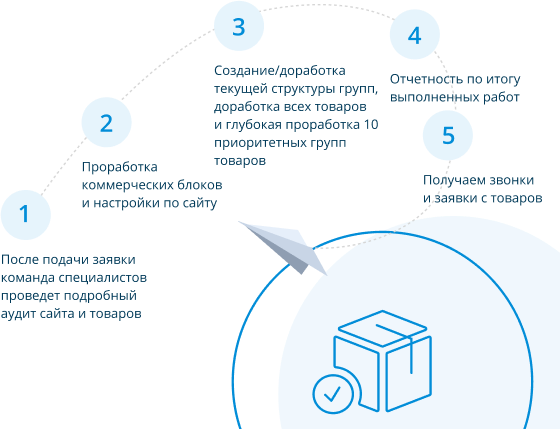 1
После подачи заявки
команда специалистов
проведет подробный
аудит сайта и товаров
2
Проработка
коммерческих блоков
и настройки по сайту
3
Создание/доработка
текущей структуры групп,
доработка всех товаров
и глубокая проработка 10
приоритетных групп
товаров
4
Отчетность по итогу
выполненных работ
5
Получаем звонки
и заявки с товаров